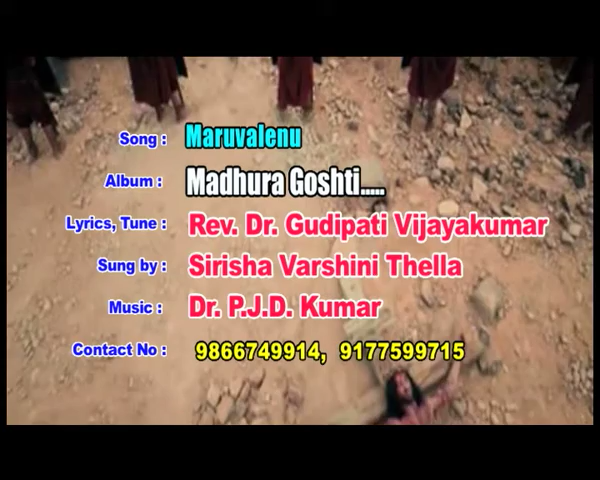 Song : Maruvalenu
Album : Madhura Goshti.....
Lyrics, Tune : Rev. Dr. Gudipati Vijayakumar
Sung by : Sirisha Varshini Thella
Music : Dr. P.J.D. Kumar
Contact No : 9866749914, 9177599715